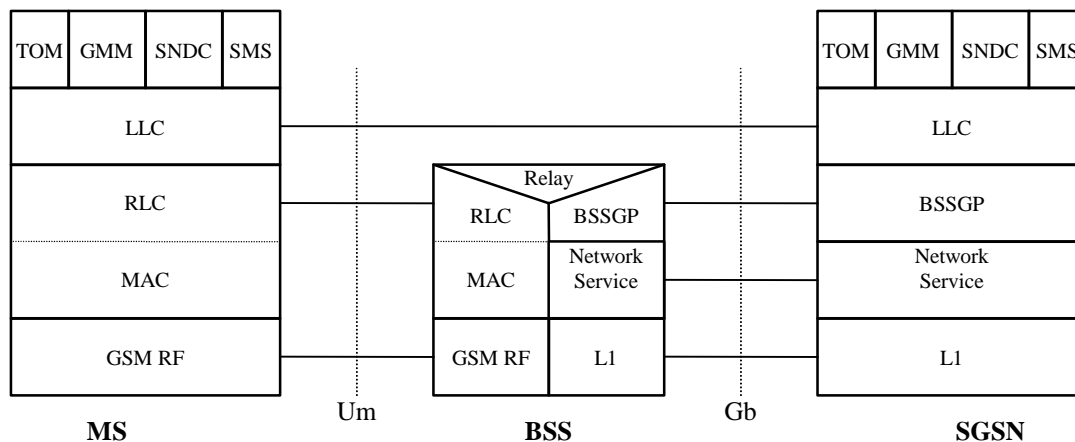 TOM GMM SNDC SMS
TOM GMM SNDC SMS
LLC
LLC
Relay
RLC
RLC
BSSGP
BSSGP
MAC
MAC
Network
Service
Network
Service
GSM RF
GSM RF
L1
L1
Um
Gb
MS
BSS
SGSN